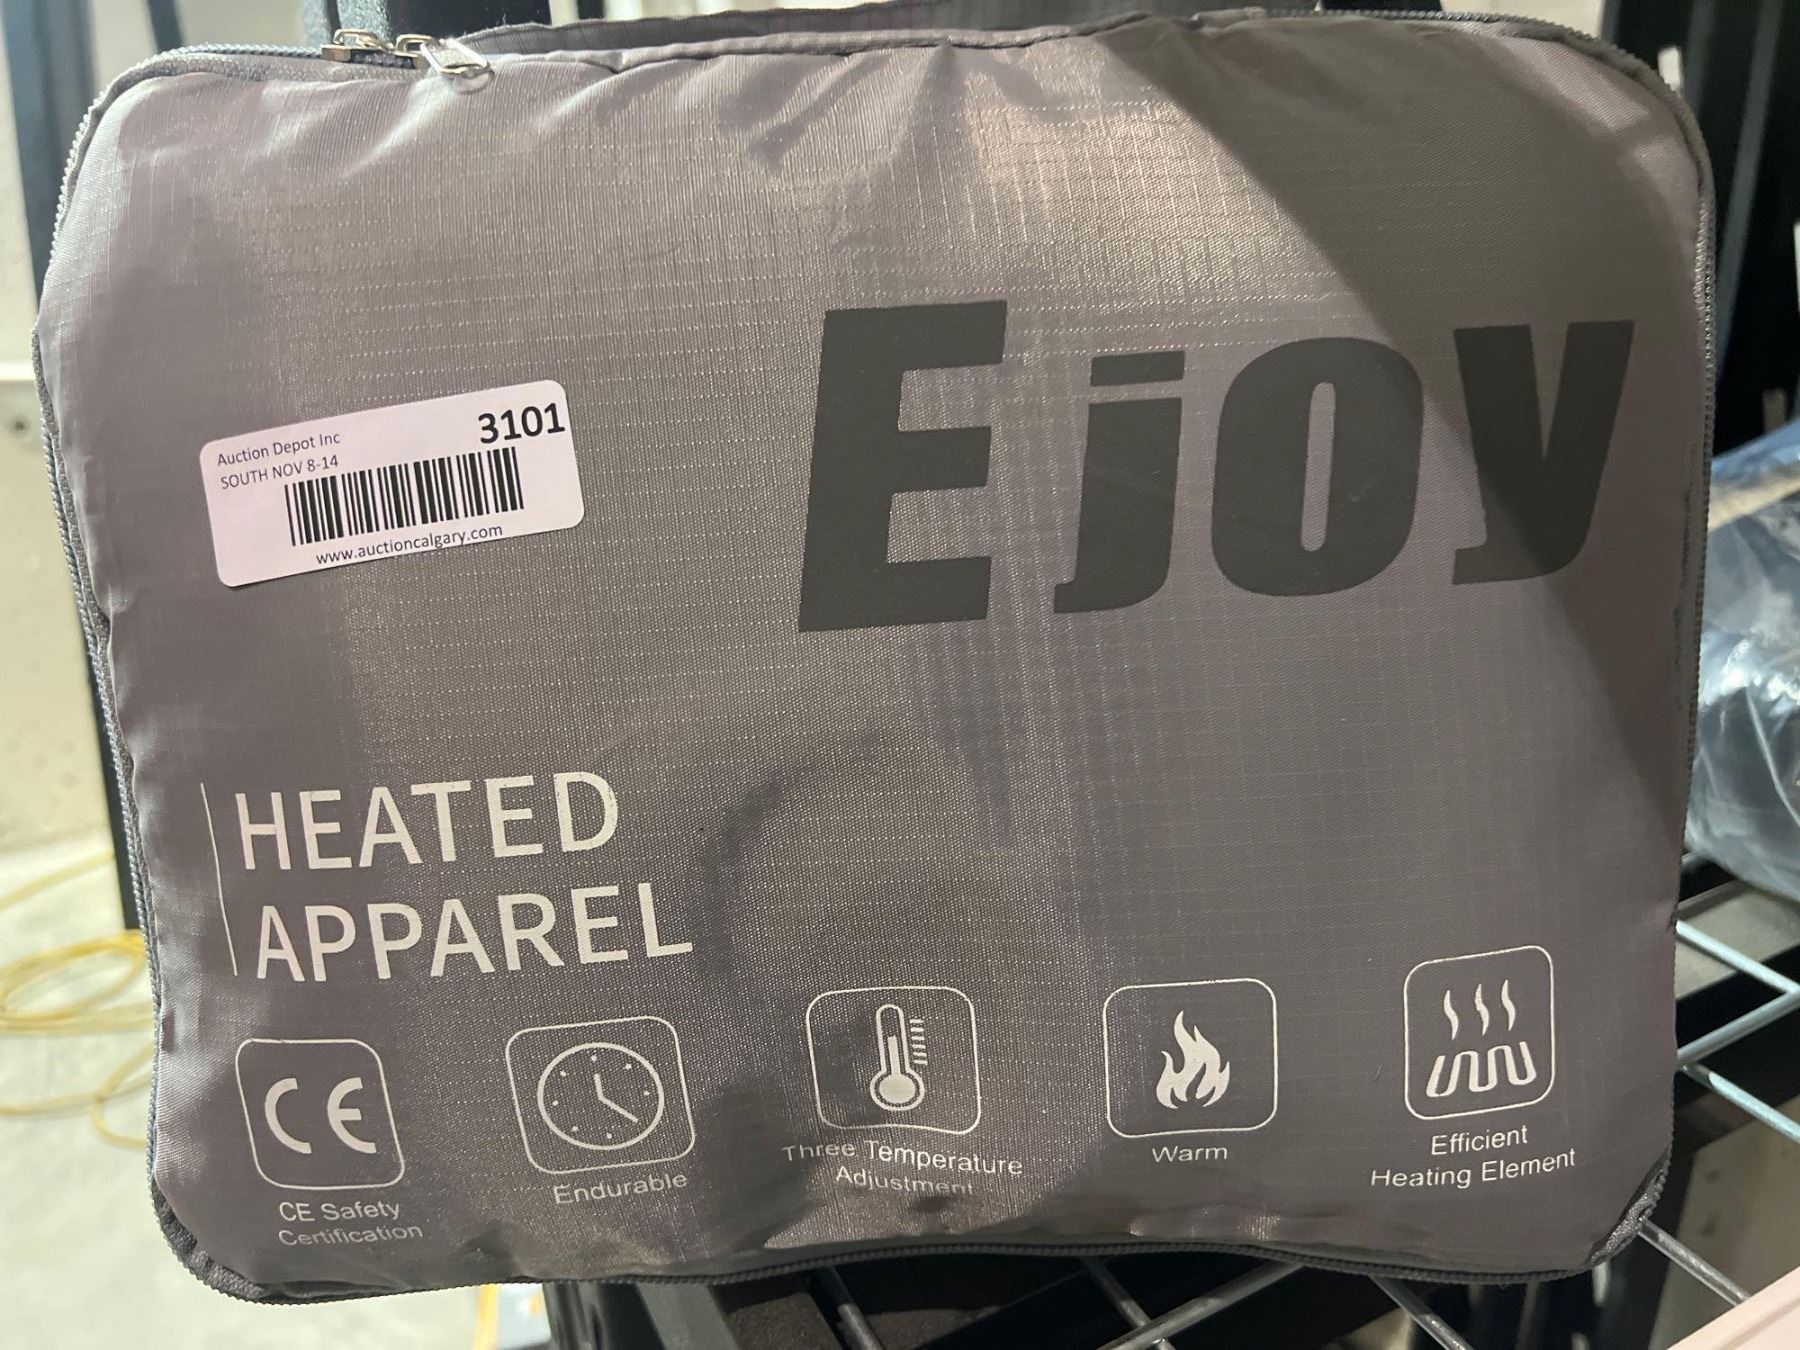 Ejoy
Auction Depot Inc
3101
SOUTH NOV 8-14
www.auctioncalgary.com
HEATED
APPAREL
CE
CE Safety
Certification
Endurable
Three Temperature
Adjustment
Warm
Efficient
Heating Element